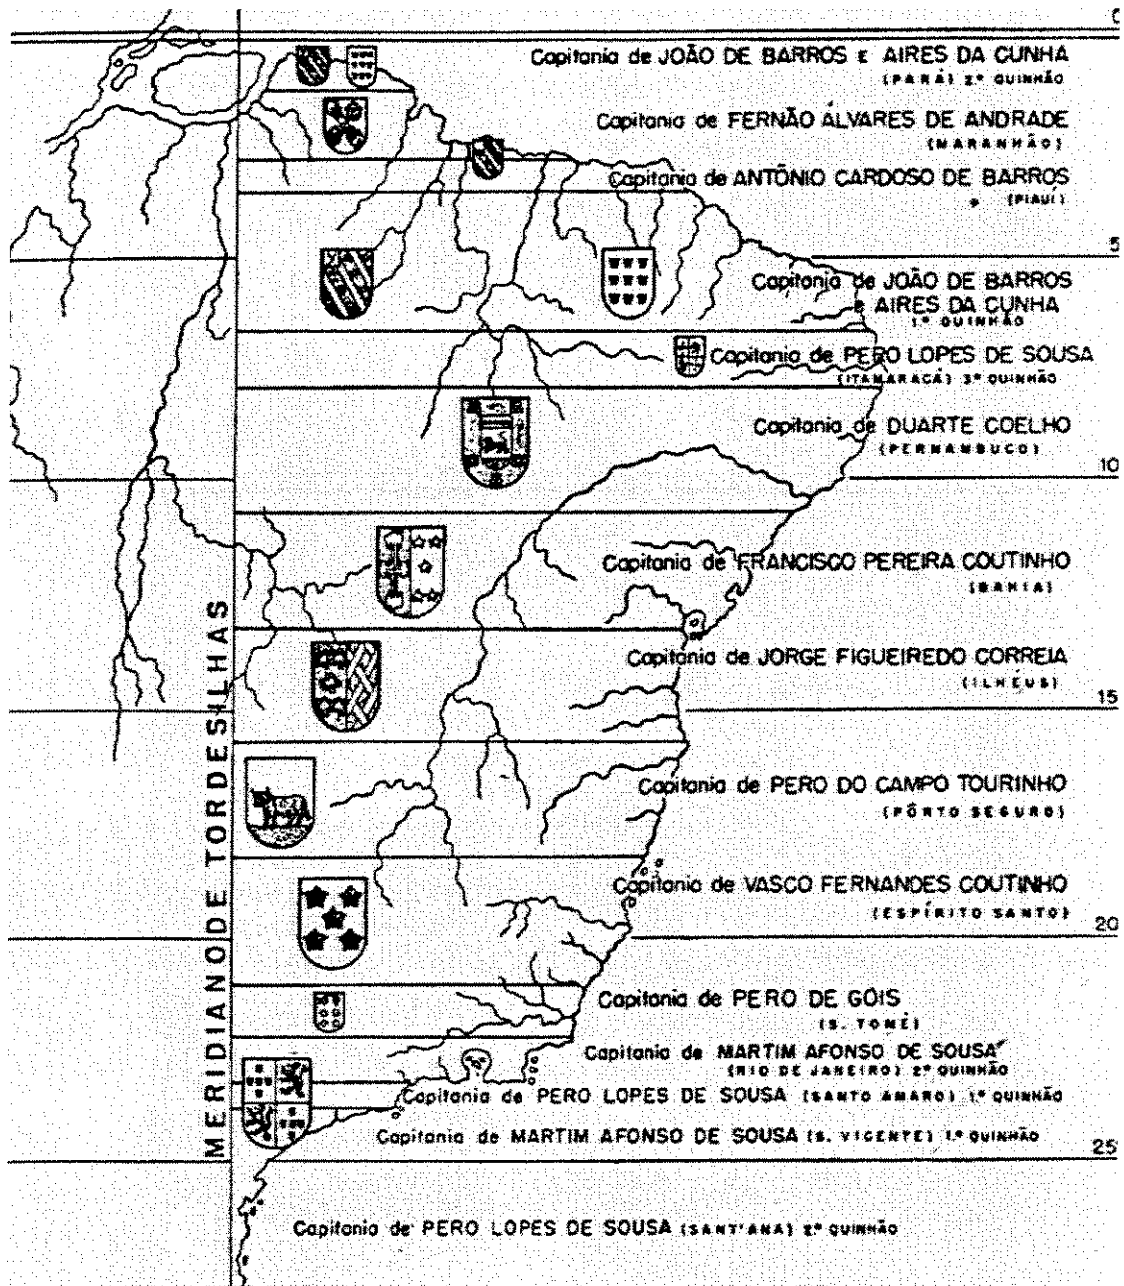 0
Capitania de JOÃO DE BARROS E AIRES DA CUNHA
(PARÁ) 2º QUINHÃO
Capitania de FERNÃO ÁLVARES DE ANDRADE
(MARANHÃO)
Capitania de ANTÔNIO CARDOSO DE BARROS
(PIAUÍ)
5
Capitania de JOÃO DE BARROS
e AIRES DA CUNHA
1º QUINHÃO
Capitania de PERO LOPES DE SOUSA
(ITAMARACÁ) 3º QUINHÃO
Capitania de DUARTE COELHO
(PERNAMBUCO)
10
Capitania de FRANCISCO PEREIRA COUTINHO
(BAHIA)
Capitania de JORGE FIGUEIREDO CORREIA
(ILHEUS)
15
Capitania de PERO DO CAMPO TOURINHO
(PÔRTO SEGURO)
Capitania de VASCO FERNANDES COUTINHO
(ESPÍRITO SANTO)
20
Capitania de PERO DE GÓIS
(S. TOMÉ)
Capitania de MARTIM AFONSO DE SOUSA
(RIO DE JANEIRO) 2º QUINHÃO
Capitania de PERO LOPES DE SOUSA (SANTO AMARO) 1º QUINHÃO
Capitania de MARTIM AFONSO DE SOUSA (S. VICENTE) 1º QUINHÃO
25
Capitania de PERO LOPES DE SOUSA (SANT'ANA) 2º QUINHÃO
MERIDIANO DE TORDESILHAS